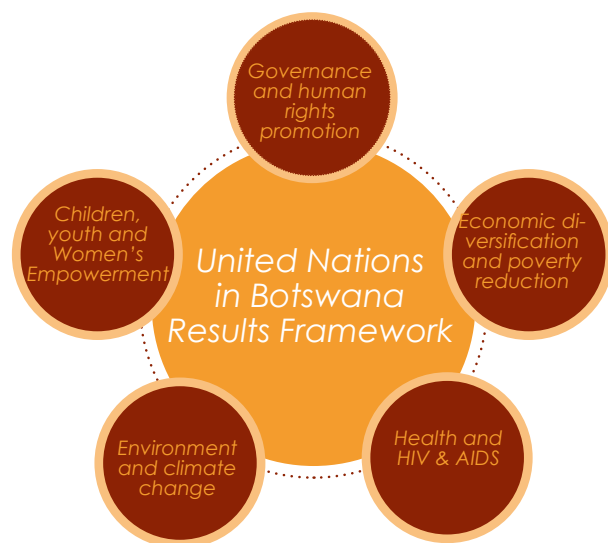 Governance
and human
rights
promotion
Children,
youth and
Women's
Empowerment
United Nations
in Botswana
Results Framework
Economic di-
versification
and poverty
reduction
Environment
and climate
change
Health and
HIV & AIDS